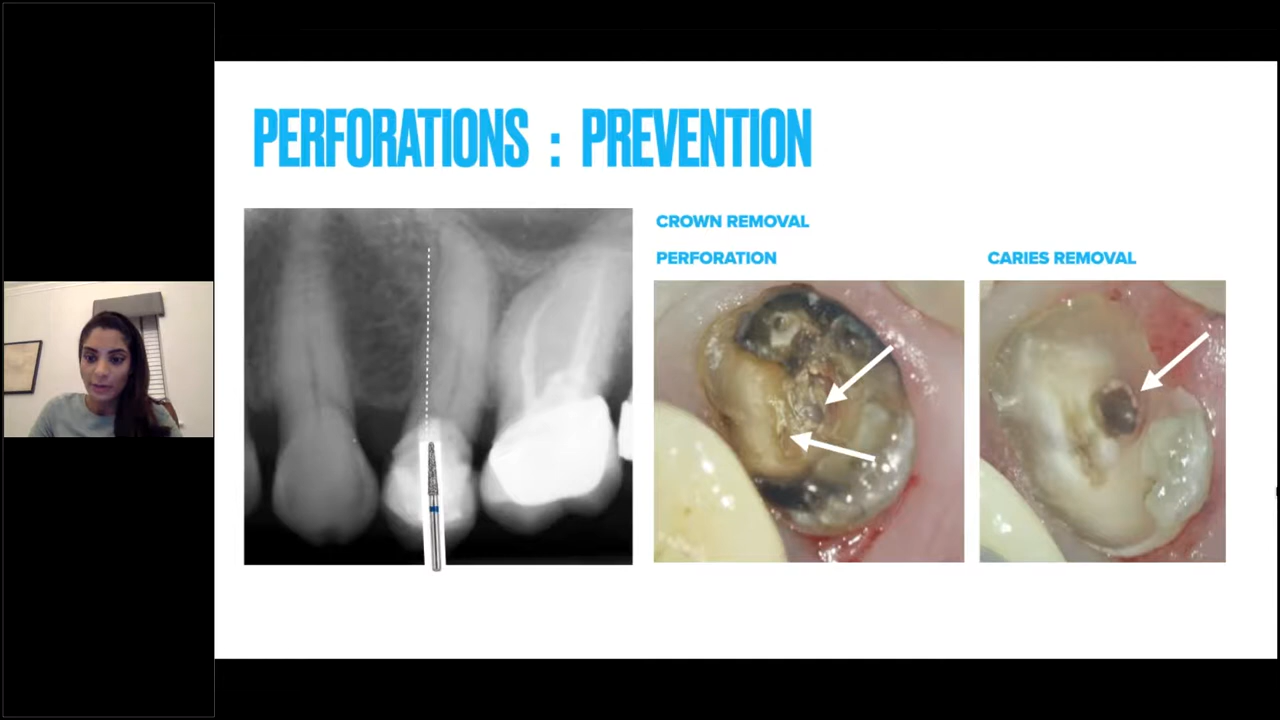 PERFORATIONS : PREVENTION
CROWN REMOVAL
PERFORATION
CARIES REMOVAL